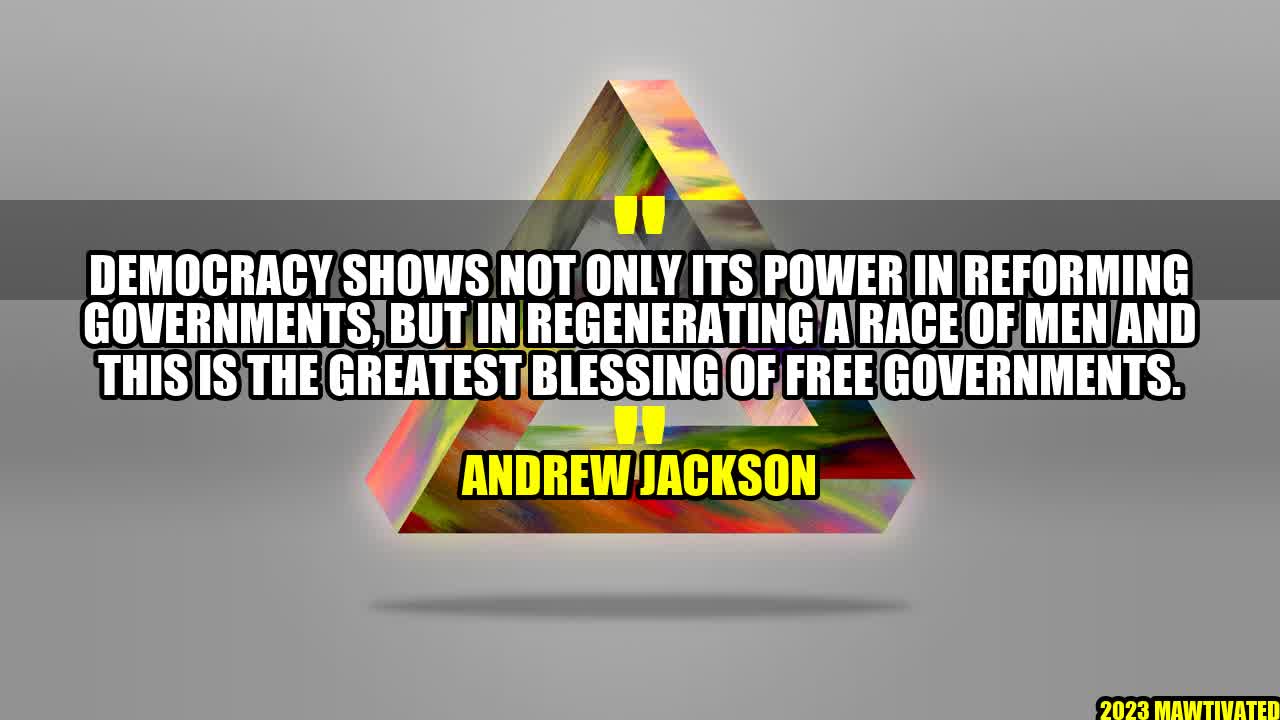 "
DEMOCRACY SHOWS NOT ONLY ITS POWER IN REFORMING
GOVERNMENTS, BUT IN REGENERATING A RACE OF MEN AND
THIS IS THE GREATEST BLESSING OF FREE GOVERNMENTS.
"
ANDREW JACKSON
2023 MAWTIVATED